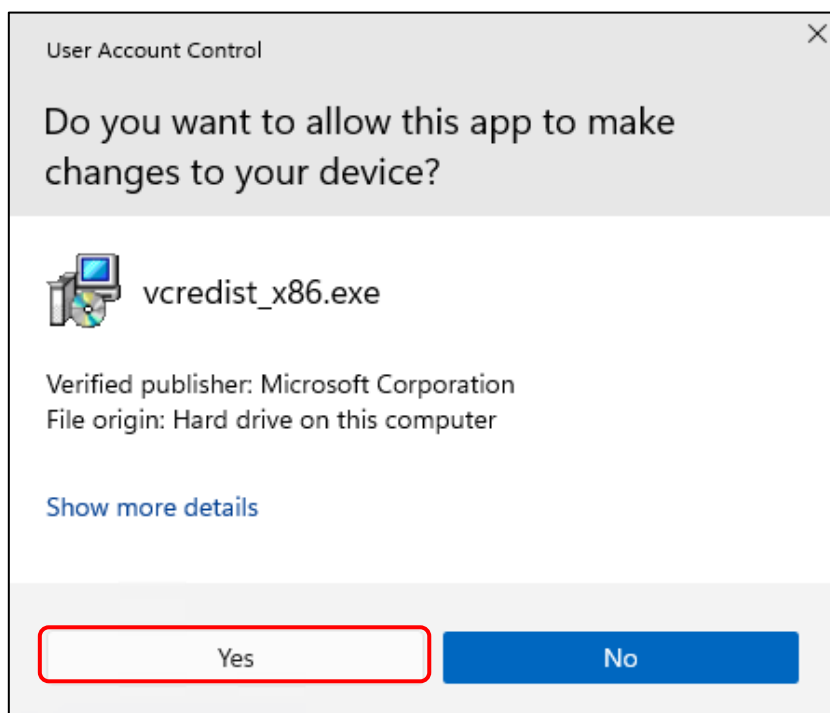 User Account Control
Do you want to allow this app to make
changes to your device?
vcredist_x86.exe
Verified publisher: Microsoft Corporation
File origin: Hard drive on this computer
Show more details
Yes
No